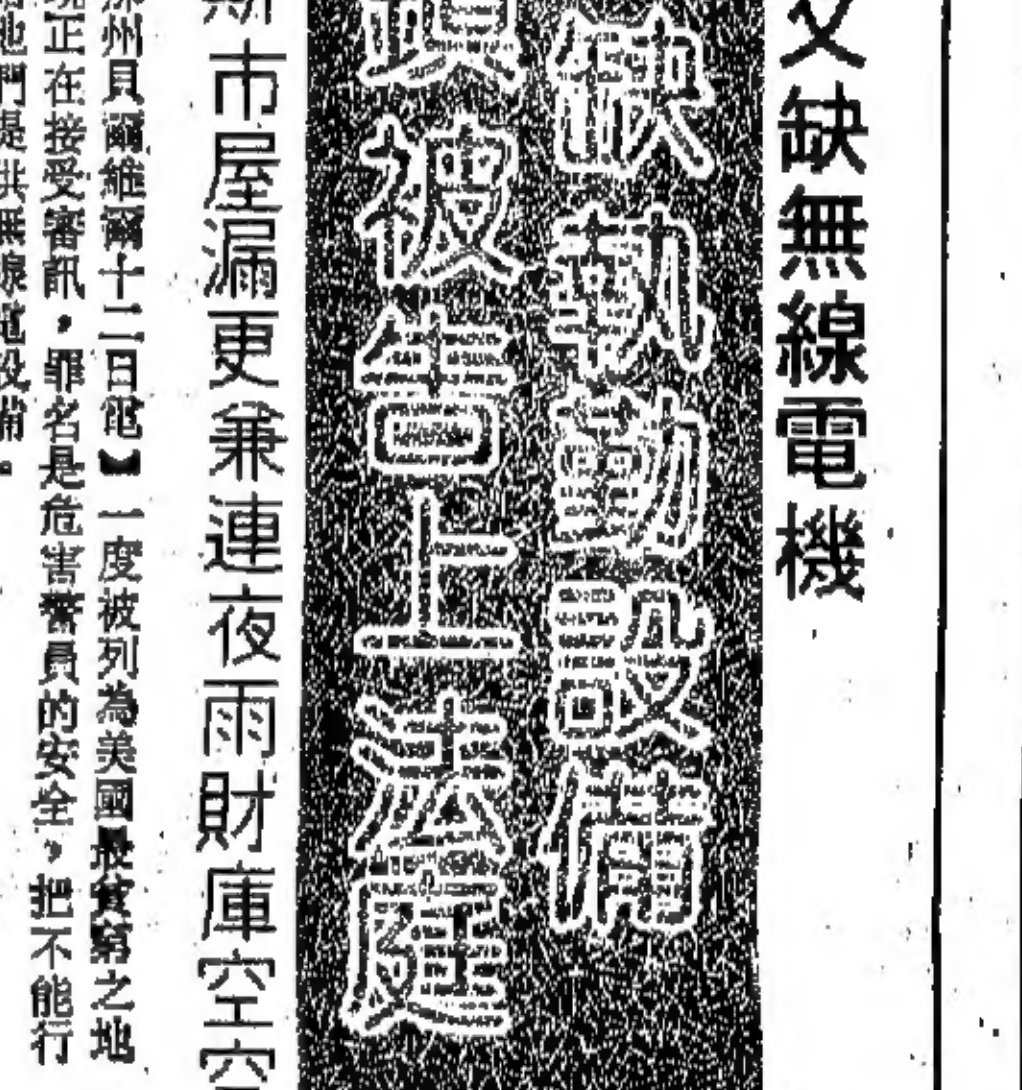 又缺無線電機
缺執勤設備
鎮被告上法庭
斯市屋漏更兼連夜雨財庫空空
州貝爾維爾十二日電】一度被列為美國最貧窮之地
正在接受審訊，罪名是危害警員的安全，把不能行
他們提供無線電設備。